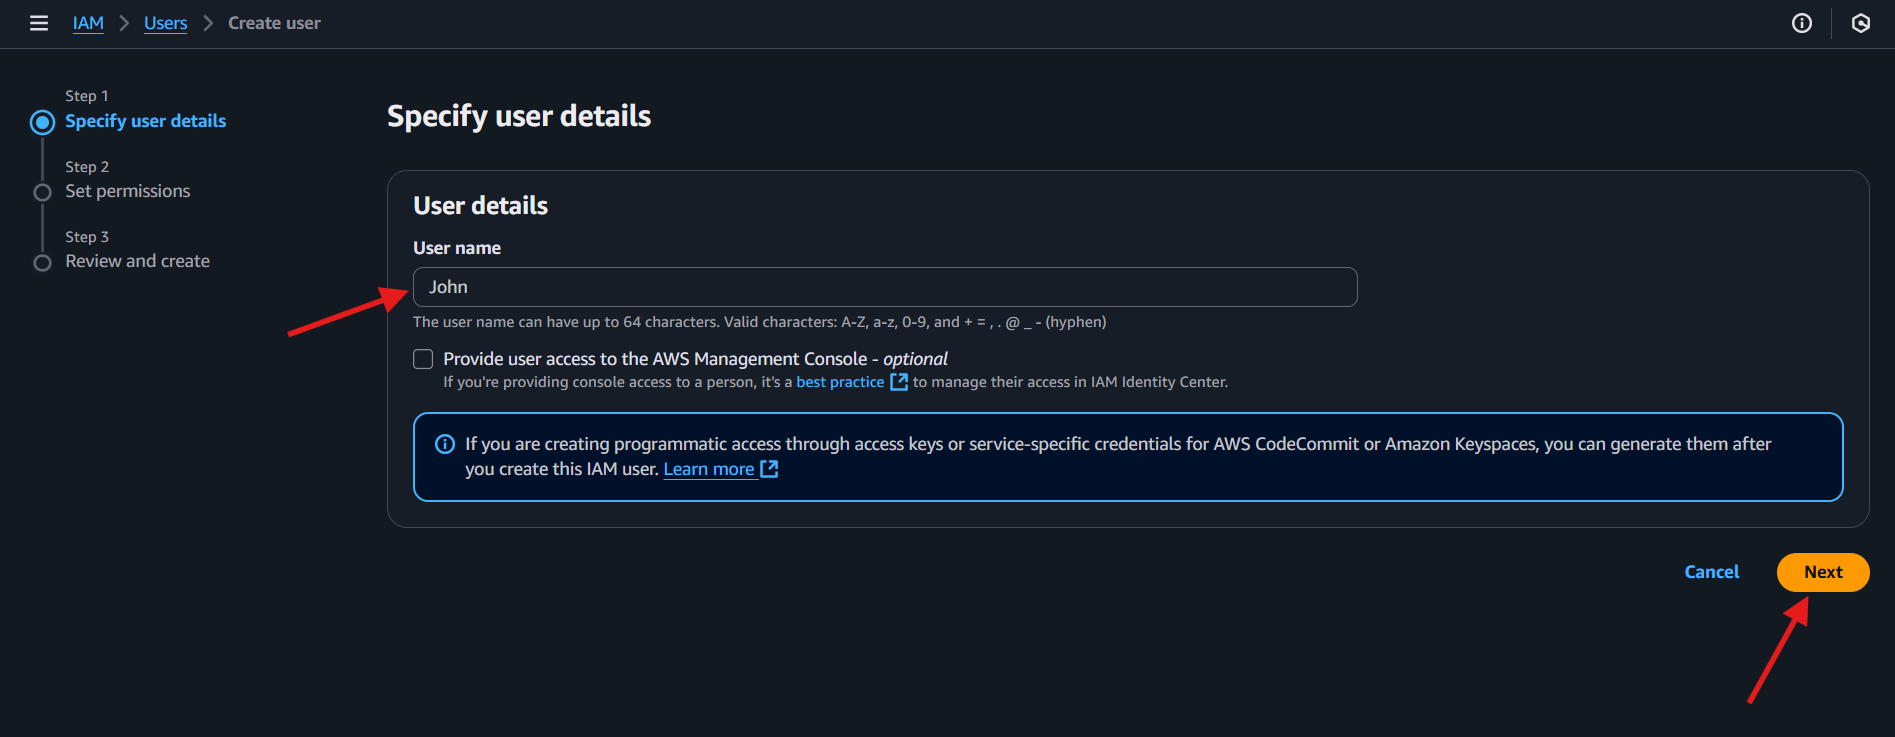 IAM > Users > Create user
Step 1
Specify user details
Step 2
Set permissions
Step 3
Review and create
Specify user details
User details
User name
John
The user name can have up to 64 characters. Valid characters: A-Z, a-z, 0-9, and + = , . @ _ - (hyphen)
Provide user access to the AWS Management Console - optional
If you're providing console access to a person, it's a best practice to manage their access in IAM Identity Center.
If you are creating programmatic access through access keys or service-specific credentials for AWS CodeCommit or Amazon Keyspaces, you can generate them after
you create this IAM user. Learn more
Cancel
Next